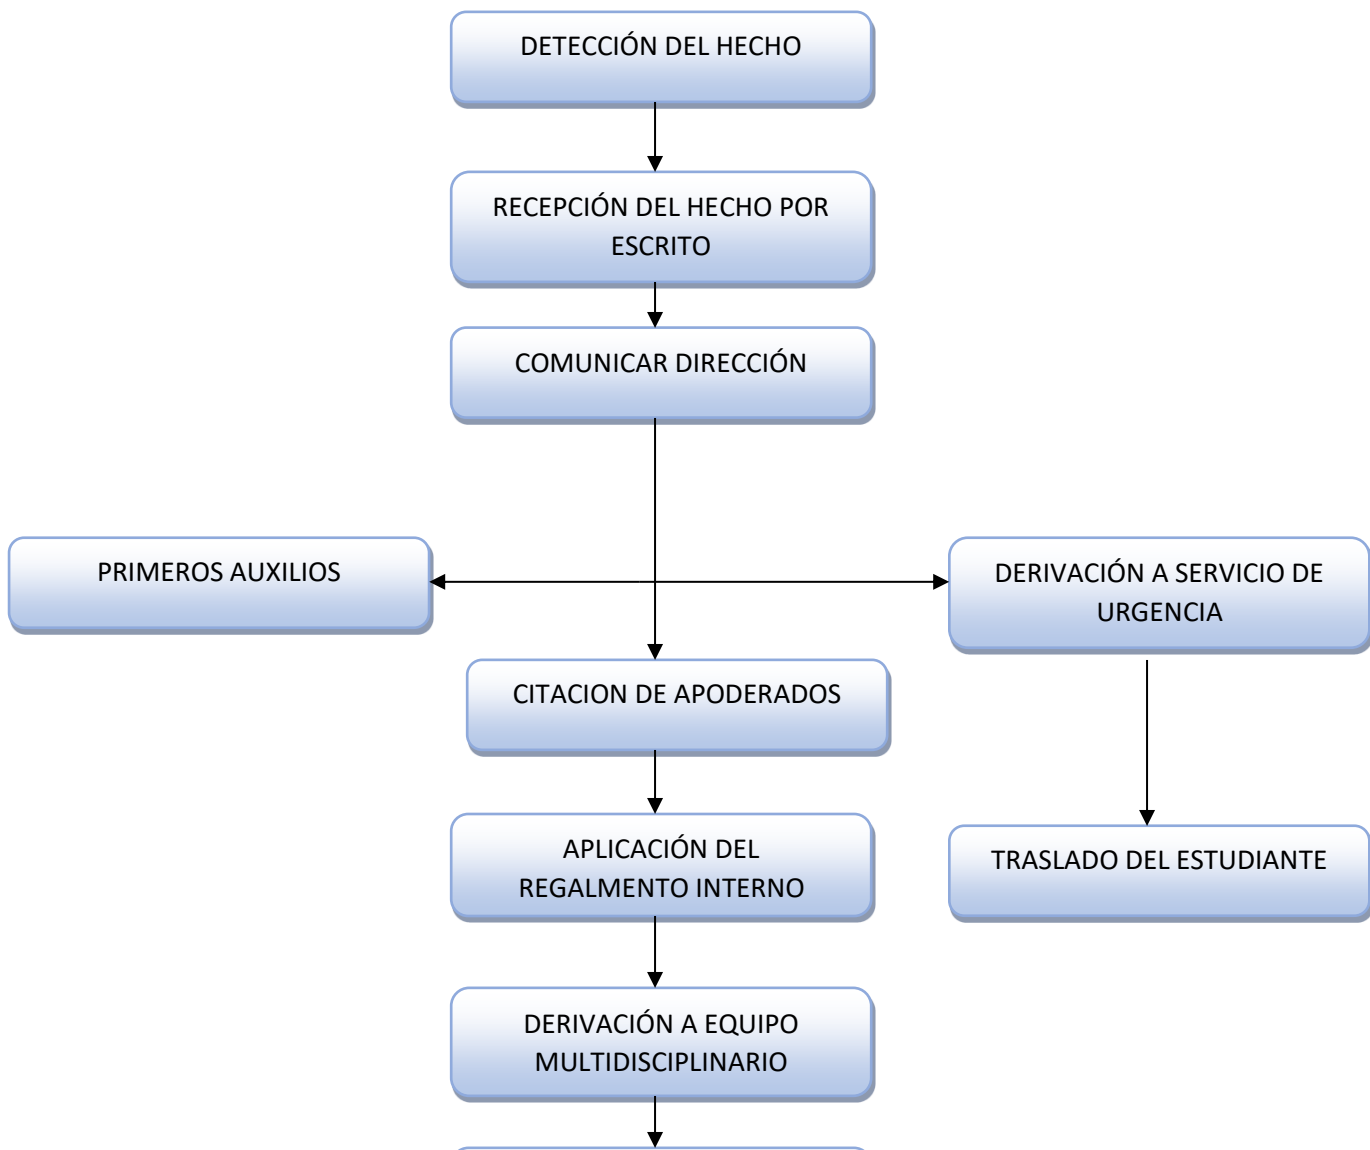 DETECCIÓN DEL HECHO
RECEPCIÓN DEL HECHO POR
ESCRITO
COMUNICAR DIRECCIÓN
PRIMEROS AUXILIOS
DERIVACIÓN A SERVICIO DE
URGENCIA
CITACION DE APODERADOS
APLICACIÓN DEL
REGALMENTO INTERNO
TRASLADO DEL ESTUDIANTE
DERIVACIÓN A EQUIPO
MULTIDISCIPLINARIO